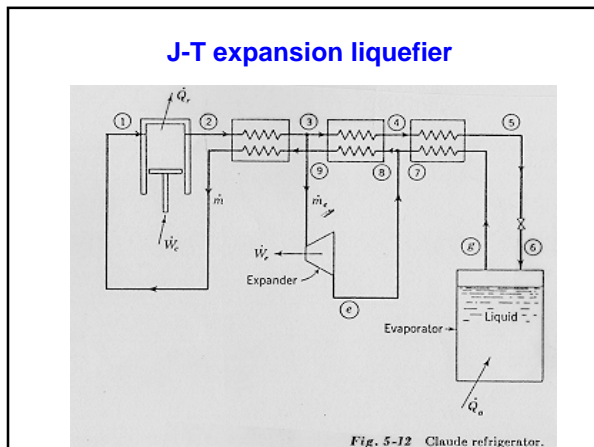 J-T expansion liquefier
Q̇r
1
2
3
4
5
9
8
7
ṁ
ṁe
Ẇc
Ẇe
Expander
e
g
6
Evaporator
Liquid
Q̇a
Fig. 5-12 Claude refrigerator.